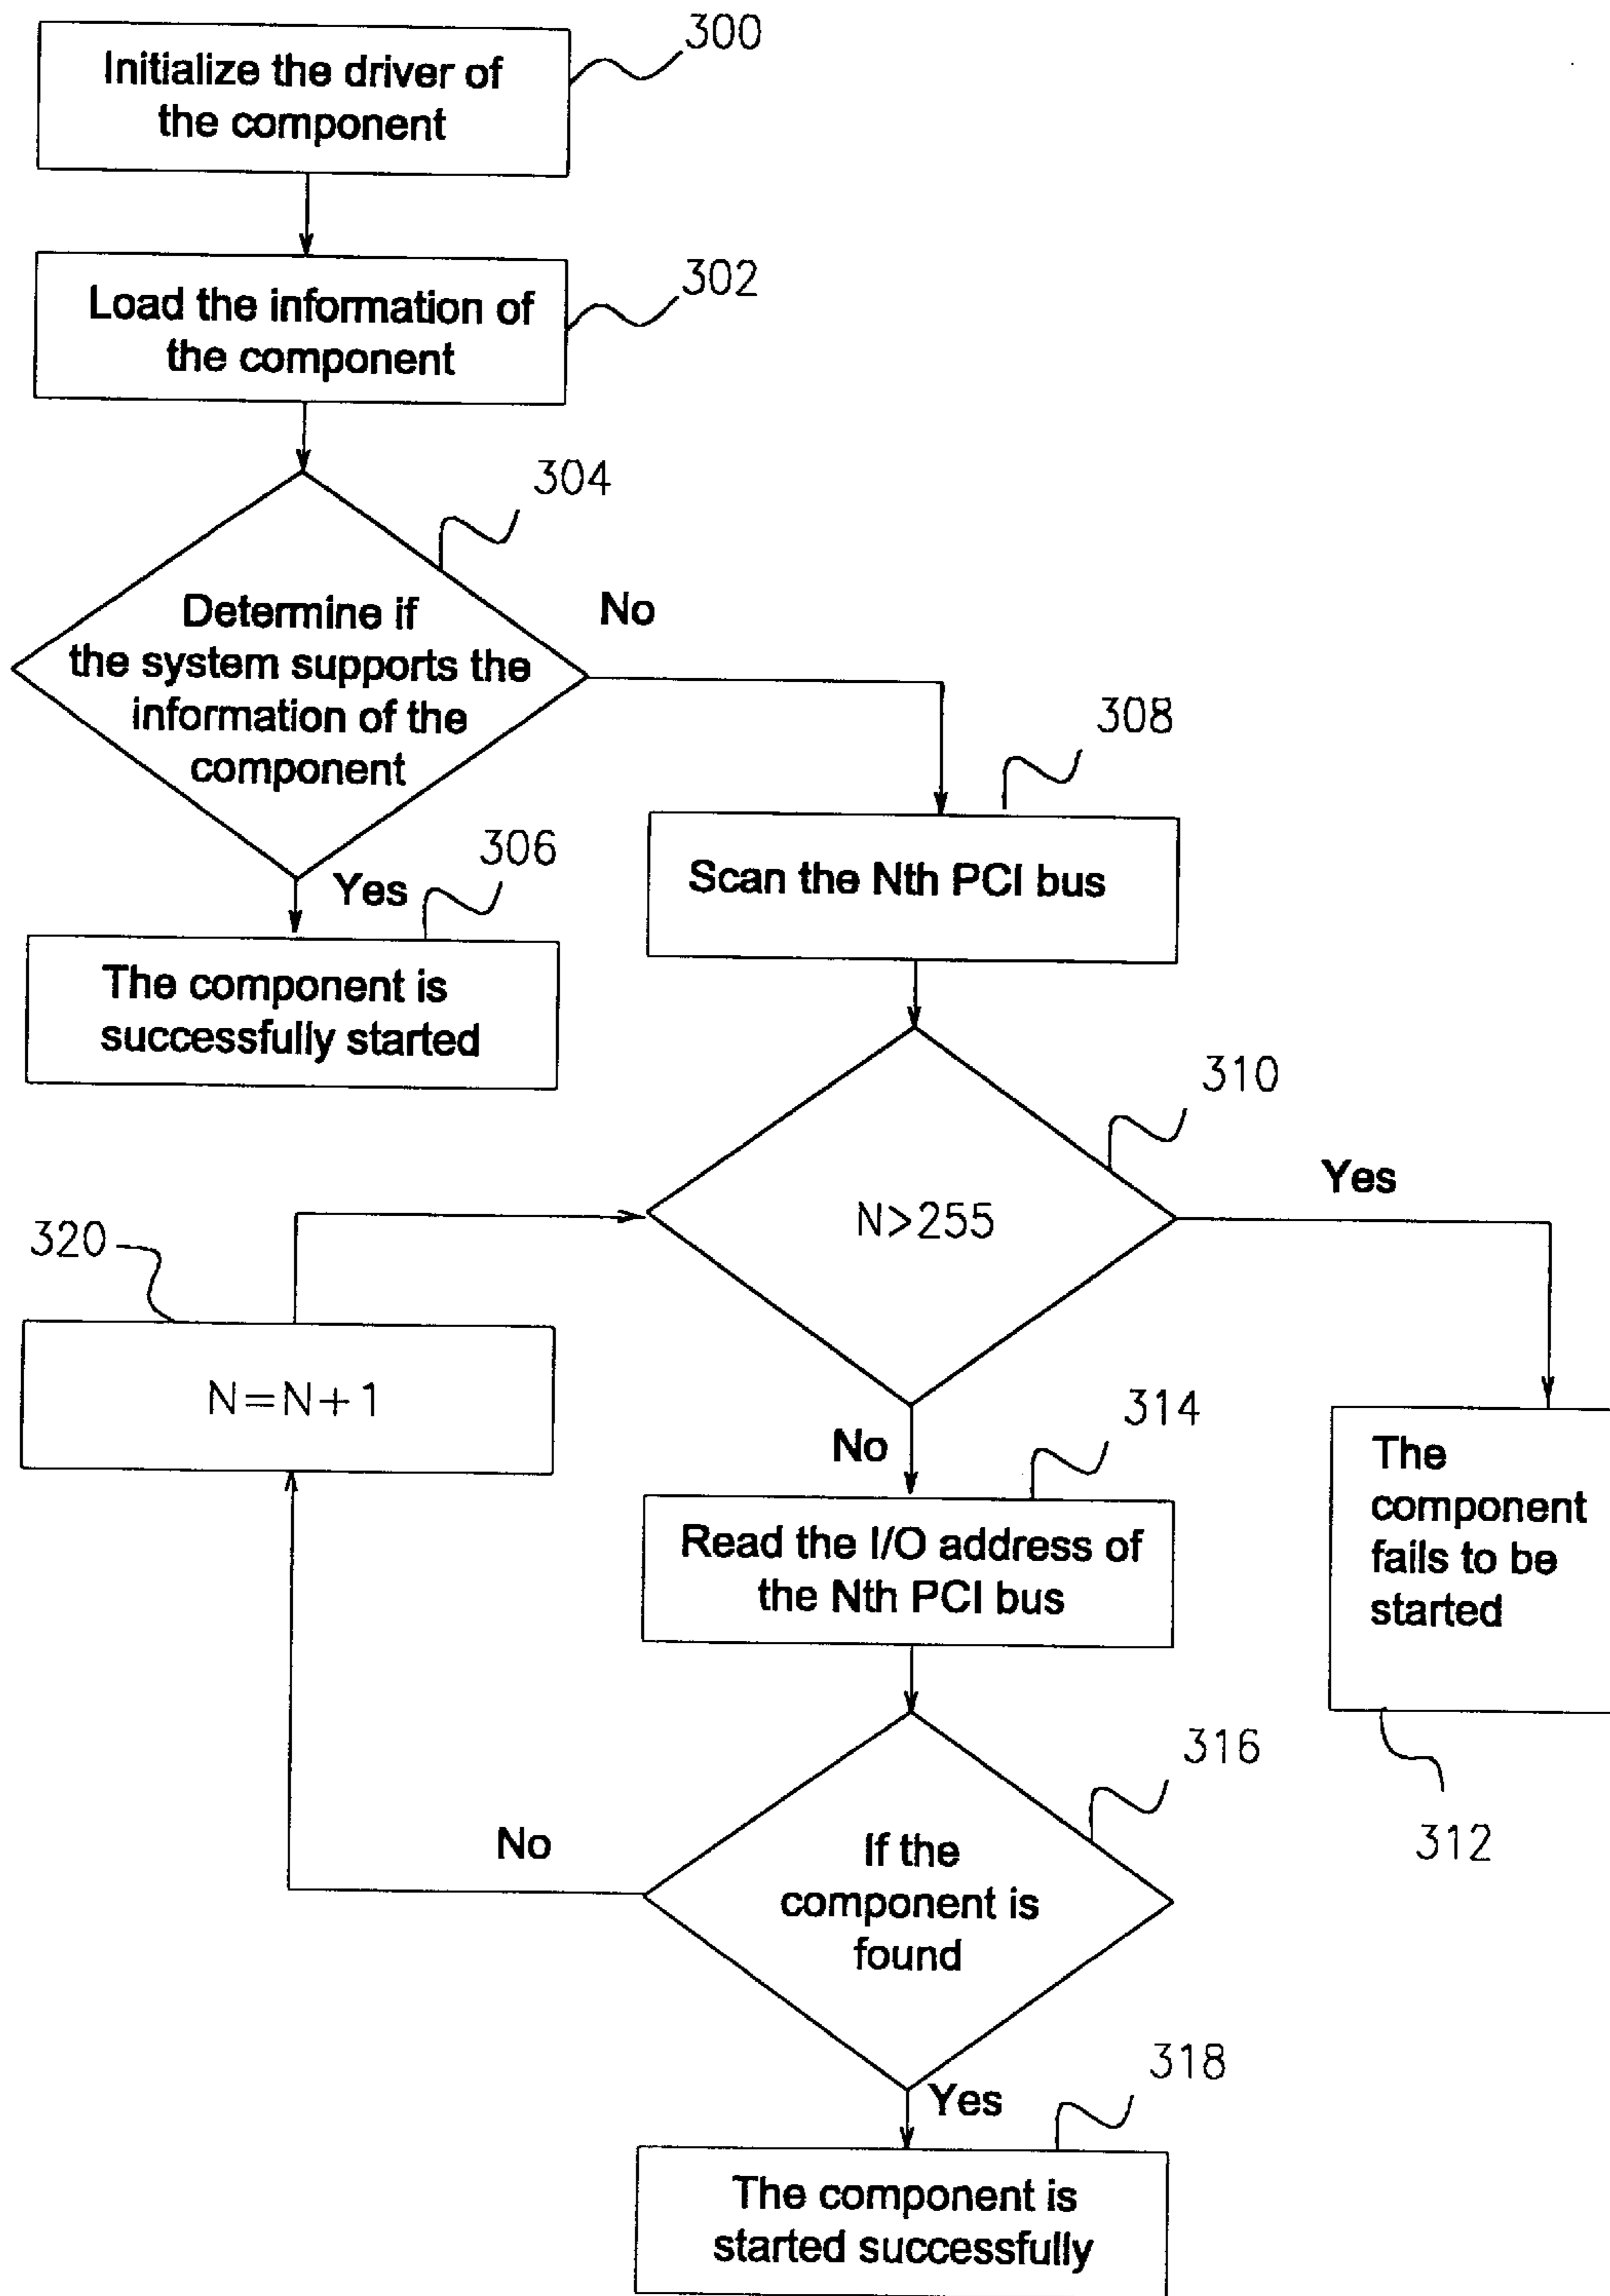 300
Initialize the driver of
the component
302
Load the information of
the component
304
Determine if
the system supports the
information of the
component
No
308
Scan the Nth PCI bus
306
Yes
The component is
successfully started
310
N>255
Yes
320
N=N+1
No
314
Read the I/O address of
the Nth PCI bus
The
component
fails to be
started
312
316
If the
component is
found
No
Yes
318
The component is
started successfully